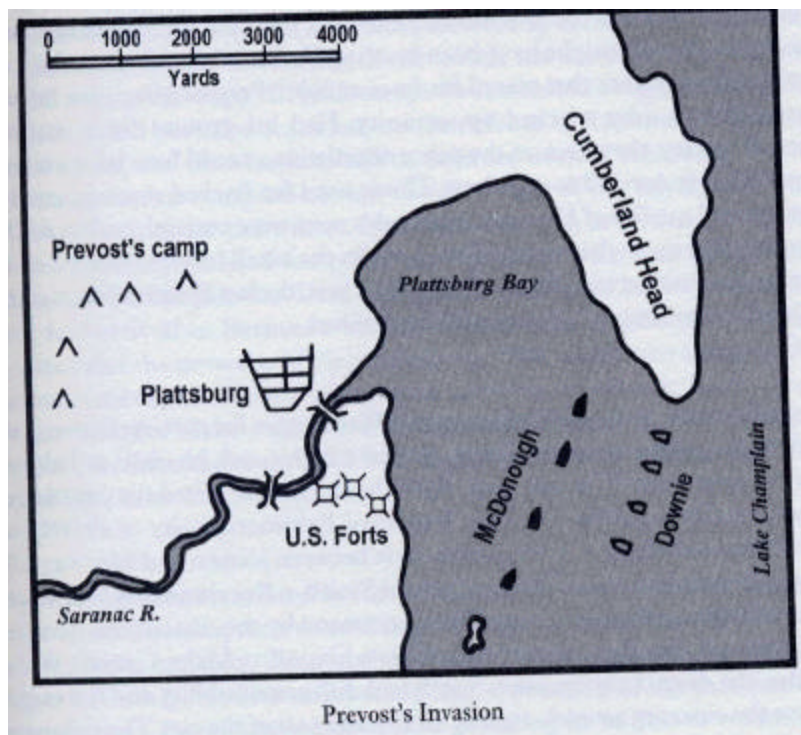 0 1000 2000 3000 4000
Yards
Cumberland Head
Prevost's camp
Plattsburg Bay
Plattsburg
McDonough
Downie
Lake Champlain
U.S. Forts
Saranac R.
Prevost's Invasion